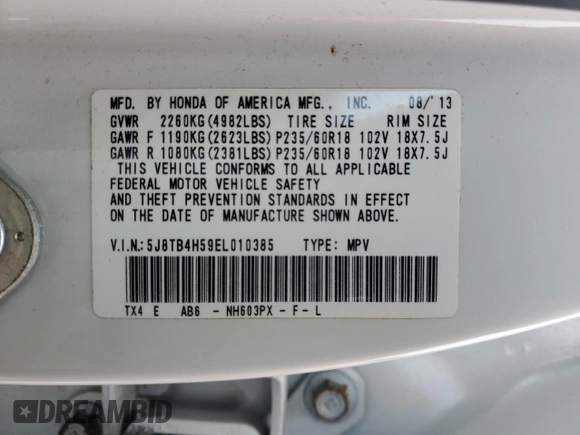 MFD. BY HONDA OF AMERICA MFG., INC. 08/'13
GVWR 2260KG(4982LBS) TIRE SIZE RIM SIZE
GAWR F 1190KG(2623LBS) P235/60R18 102V 18X7.5J
GAWR R 1080KG(2381LBS) P235/60R18 102V 18X7.5J
THIS VEHICLE CONFORMS TO ALL APPLICABLE
FEDERAL MOTOR VEHICLE SAFETY
AND THEFT PREVENTION STANDARDS IN EFFECT
ON THE DATE OF MANUFACTURE SHOWN ABOVE.
V.I.N.:5J8TB4H59EL010385 TYPE: MPV
TX4 E AB6 - NH603PX - F - L
DREAMBID